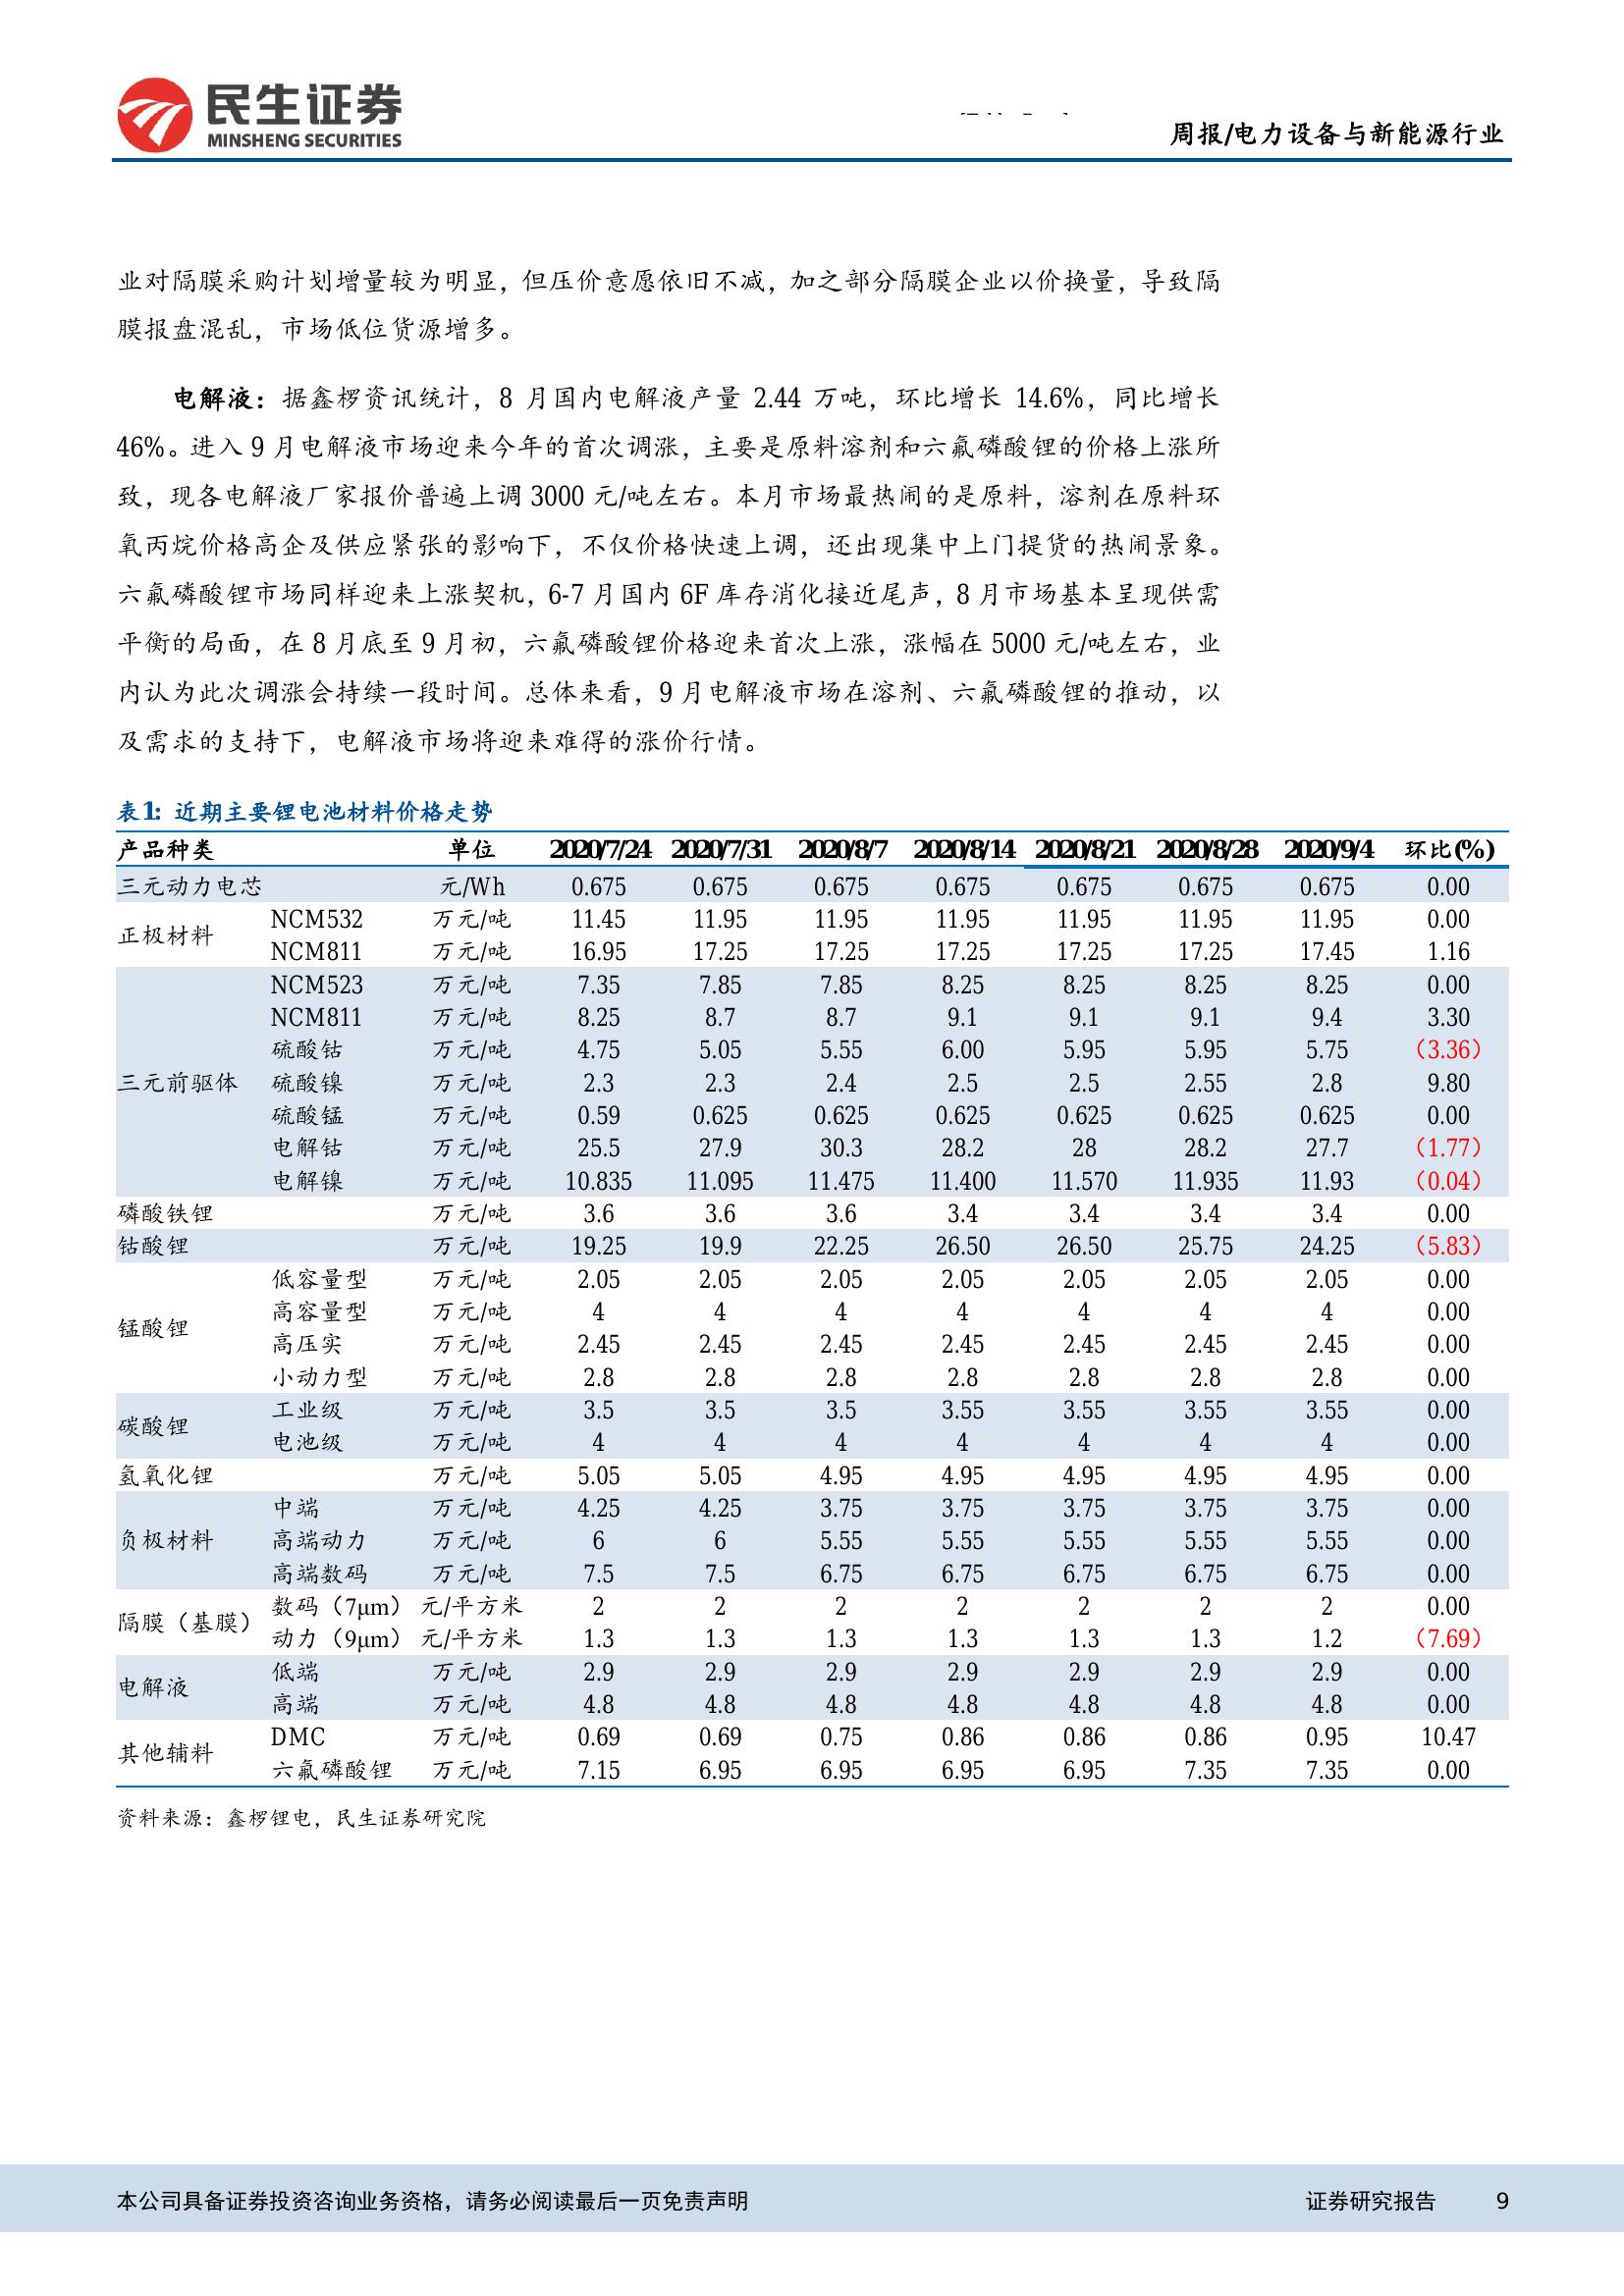 民生证券
MINSHENG SECURITIES
周报/电力设备与新能源行业
业对隔膜采购计划增量较为明显，但压价意愿依旧不减，加之部分隔膜企业以价换量，导致隔
膜报盘混乱，市场低位货源增多。
电解液：据鑫椤资讯统计，8 月国内电解液产量 2.44 万吨，环比增长 14.6%，同比增长
46%。进入 9 月电解液市场迎来今年的首次调涨，主要是原料溶剂和六氟磷酸锂的价格上涨所
致，现各电解液厂家报价普遍上调 3000 元/吨左右。本月市场最热闹的是原料，溶剂在原料环
氧丙烷价格高企及供应紧张的影响下，不仅价格快速上调，还出现集中上门提货的热闹景象。
六氟磷酸锂市场同样迎来上涨契机，6-7 月国内 6F 库存消化接近尾声，8 月市场基本呈现供需
平衡的局面，在 8 月底至 9 月初，六氟磷酸锂价格迎来首次上涨，涨幅在 5000 元/吨左右，业
内认为此次调涨会持续一段时间。总体来看，9 月电解液市场在溶剂、六氟磷酸锂的推动，以
及需求的支持下，电解液市场将迎来难得的涨价行情。
表1: 近期主要锂电池材料价格走势
产品种类 单位 2020/7/24 2020/7/31 2020/8/7 2020/8/14 2020/8/21 2020/8/28 2020/9/4 环比(%)
三元动力电芯 元/Wh 0.675 0.675 0.675 0.675 0.675 0.675 0.675 0.00
正极材料 NCM532 万元/吨 11.45 11.95 11.95 11.95 11.95 11.95 11.95 0.00
NCM811 万元/吨 16.95 17.25 17.25 17.25 17.25 17.25 17.45 1.16
三元前驱体 NCM523 万元/吨 7.35 7.85 7.85 8.25 8.25 8.25 8.25 0.00
NCM811 万元/吨 8.25 8.7 8.7 9.1 9.1 9.1 9.4 3.30
硫酸钴 万元/吨 4.75 5.05 5.55 6.00 5.95 5.95 5.75 （3.36）
硫酸镍 万元/吨 2.3 2.3 2.4 2.5 2.5 2.55 2.8 9.80
硫酸锰 万元/吨 0.59 0.625 0.625 0.625 0.625 0.625 0.625 0.00
电解钴 万元/吨 25.5 27.9 30.3 28.2 28 28.2 27.7 （1.77）
电解镍 万元/吨 10.835 11.095 11.475 11.400 11.570 11.935 11.93 （0.04）
磷酸铁锂 万元/吨 3.6 3.6 3.6 3.4 3.4 3.4 3.4 0.00
钴酸锂 万元/吨 19.25 19.9 22.25 26.50 26.50 25.75 24.25 （5.83）
锰酸锂 低容量型 万元/吨 2.05 2.05 2.05 2.05 2.05 2.05 2.05 0.00
高容量型 万元/吨 4 4 4 4 4 4 4 0.00
高压实 万元/吨 2.45 2.45 2.45 2.45 2.45 2.45 2.45 0.00
小动力型 万元/吨 2.8 2.8 2.8 2.8 2.8 2.8 2.8 0.00
碳酸锂 工业级 万元/吨 3.5 3.5 3.5 3.55 3.55 3.55 3.55 0.00
电池级 万元/吨 4 4 4 4 4 4 4 0.00
氢氧化锂 万元/吨 5.05 5.05 4.95 4.95 4.95 4.95 4.95 0.00
负极材料 中端 万元/吨 4.25 4.25 3.75 3.75 3.75 3.75 3.75 0.00
高端动力 万元/吨 6 6 5.55 5.55 5.55 5.55 5.55 0.00
高端数码 万元/吨 7.5 7.5 6.75 6.75 6.75 6.75 6.75 0.00
隔膜（基膜） 数码（7μm） 元/平方米 2 2 2 2 2 2 2 0.00
动力（9μm） 元/平方米 1.3 1.3 1.3 1.3 1.3 1.3 1.2 （7.69）
电解液 低端 万元/吨 2.9 2.9 2.9 2.9 2.9 2.9 2.9 0.00
高端 万元/吨 4.8 4.8 4.8 4.8 4.8 4.8 4.8 0.00
其他辅料 DMC 万元/吨 0.69 0.69 0.75 0.86 0.86 0.86 0.95 10.47
六氟磷酸锂 万元/吨 7.15 6.95 6.95 6.95 6.95 7.35 7.35 0.00
资料来源：鑫椤锂电，民生证券研究院
本公司具备证券投资咨询业务资格，请务必阅读最后一页免责声明 证券研究报告 9